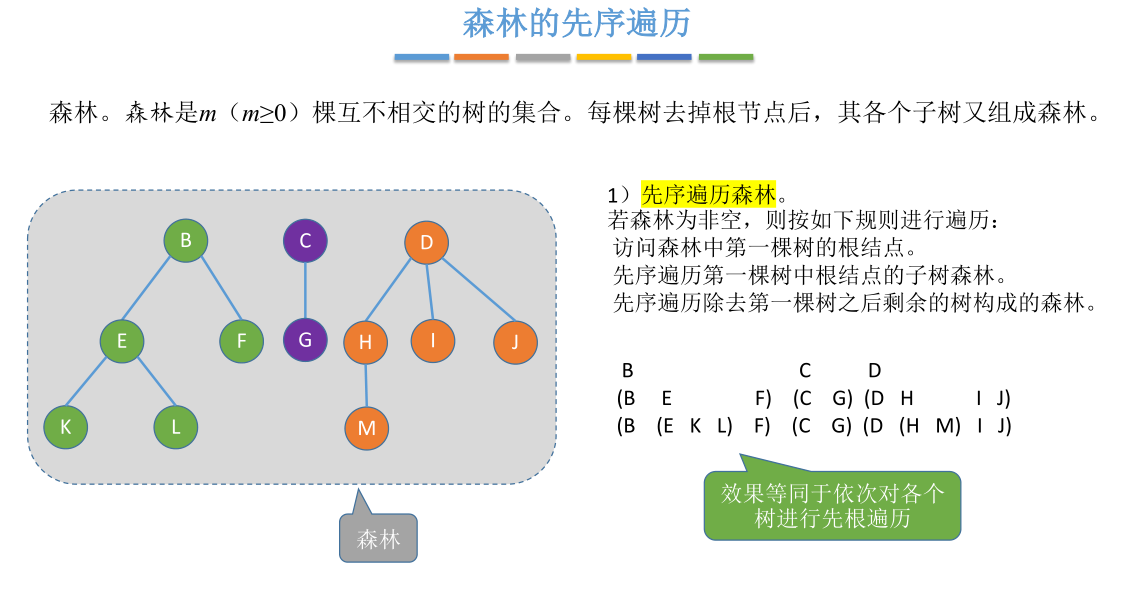 森林的先序遍历
森林。森林是m（m≥0）棵互不相交的树的集合。每棵树去掉根节点后，其各个子树又组成森林。
1）先序遍历森林。
若森林为非空，则按如下规则进行遍历：
访问森林中第一棵树的根结点。
先序遍历第一棵树中根结点的子树森林。
先序遍历除去第一棵树之后剩余的树构成的森林。
B C D
E F G H I J
K L M
森林
B C D
(B E F) (C G) (D H I J)
(B (E K L) F) (C G) (D (H M) I J)
效果等同于依次对各个
树进行先根遍历